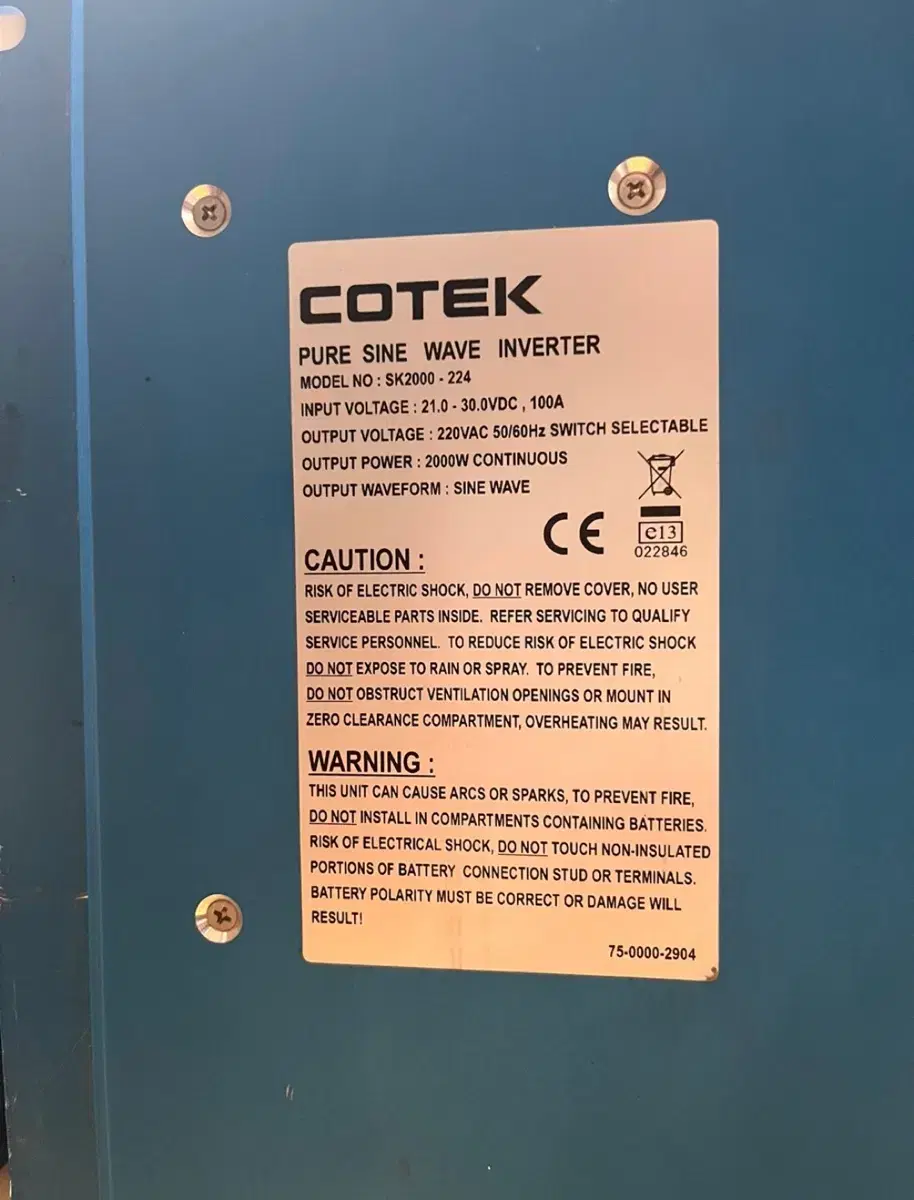 COTEK
PURE SINE WAVE INVERTER
MODEL NO : SK2000 - 224
INPUT VOLTAGE : 21.0 - 30.0VDC , 100A
OUTPUT VOLTAGE : 220VAC 50/60Hz SWITCH SELECTABLE
OUTPUT POWER : 2000W CONTINUOUS
OUTPUT WAVEFORM : SINE WAVE
CE
e13
022846
CAUTION :
RISK OF ELECTRIC SHOCK, DO NOT REMOVE COVER, NO USER
SERVICEABLE PARTS INSIDE. REFER SERVICING TO QUALIFY
SERVICE PERSONNEL. TO REDUCE RISK OF ELECTRIC SHOCK
DO NOT EXPOSE TO RAIN OR SPRAY. TO PREVENT FIRE,
DO NOT OBSTRUCT VENTILATION OPENINGS OR MOUNT IN
ZERO CLEARANCE COMPARTMENT, OVERHEATING MAY RESULT.
WARNING :
THIS UNIT CAN CAUSE ARCS OR SPARKS, TO PREVENT FIRE,
DO NOT INSTALL IN COMPARTMENTS CONTAINING BATTERIES.
RISK OF ELECTRICAL SHOCK, DO NOT TOUCH NON-INSULATED
PORTIONS OF BATTERY CONNECTION STUD OR TERMINALS.
BATTERY POLARITY MUST BE CORRECT OR DAMAGE WILL
RESULT!
75-0000-2904